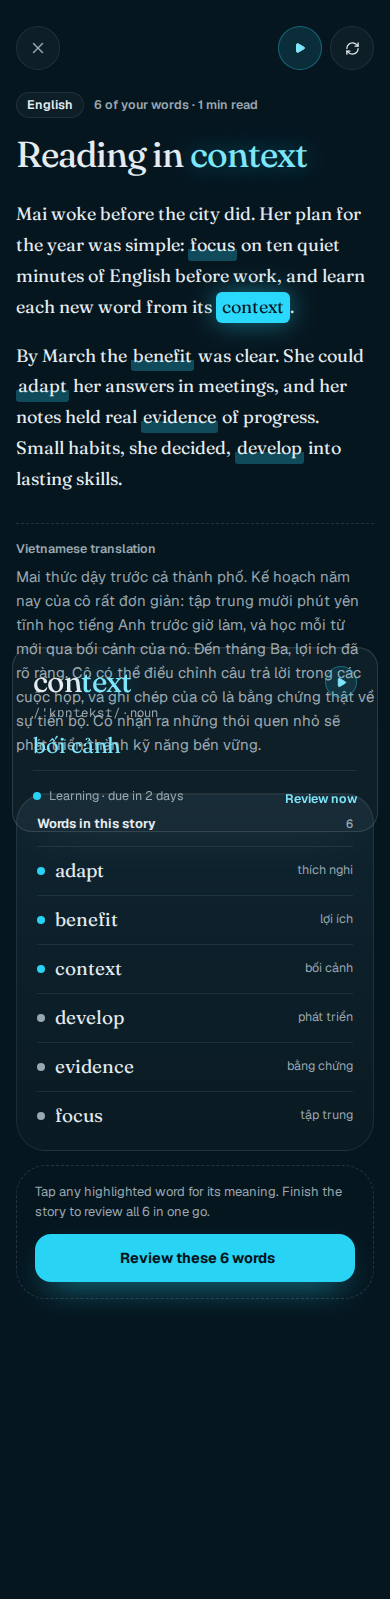 English 6 of your words · 1 min read
Reading in context
Mai woke before the city did. Her plan for
the year was simple: focus on ten quiet
minutes of English before work, and learn
each new word from its context.
By March the benefit was clear. She could
adapt her answers in meetings, and her
notes held real evidence of progress.
Small habits, she decided, develop into
lasting skills.
Vietnamese translation
Mai thức dậy trước cả thành phố. Kế hoạch năm
nay của cô rất đơn giản: tập trung mười phút yên
tĩnh học tiếng Anh trước giờ làm, và học mỗi từ
mới qua bối cảnh của nó. Đến tháng Ba, lợi ích đã
rõ ràng. Cô có thể điều chỉnh câu trả lời trong các
cuộc họp, và ghi chép của cô là bằng chứng thật về
sự tiến bộ. Cô nhận ra những thói quen nhỏ sẽ
phát triển thành kỹ năng bền vững.
context
/ˈkɒntekst/ · noun
bối cảnh
Learning · due in 2 days Review now
Words in this story 6
adapt thích nghi
benefit lợi ích
context bối cảnh
develop phát triển
evidence bằng chứng
focus tập trung
Tap any highlighted word for its meaning. Finish the
story to review all 6 in one go.
Review these 6 words